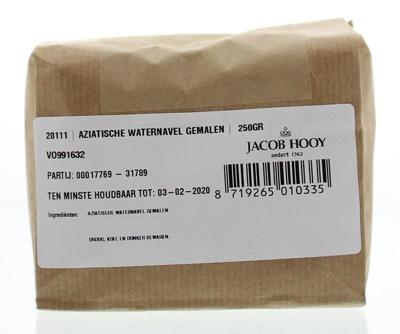 20111 | AZIATISCHE WATERNAVEL GEMALEN | 250GR
VO991632
JACOB HOOY
sedert 1743
PARTIJ: 00017769 - 31789
TEN MINSTE HOUDBAAR TOT: 03-02-2020
8 719265 010335
Ingrediënten: AZIATISCHE WATERNAVEL GEMALEN
DROOG, KOEL EN DONKER BEWAREN.